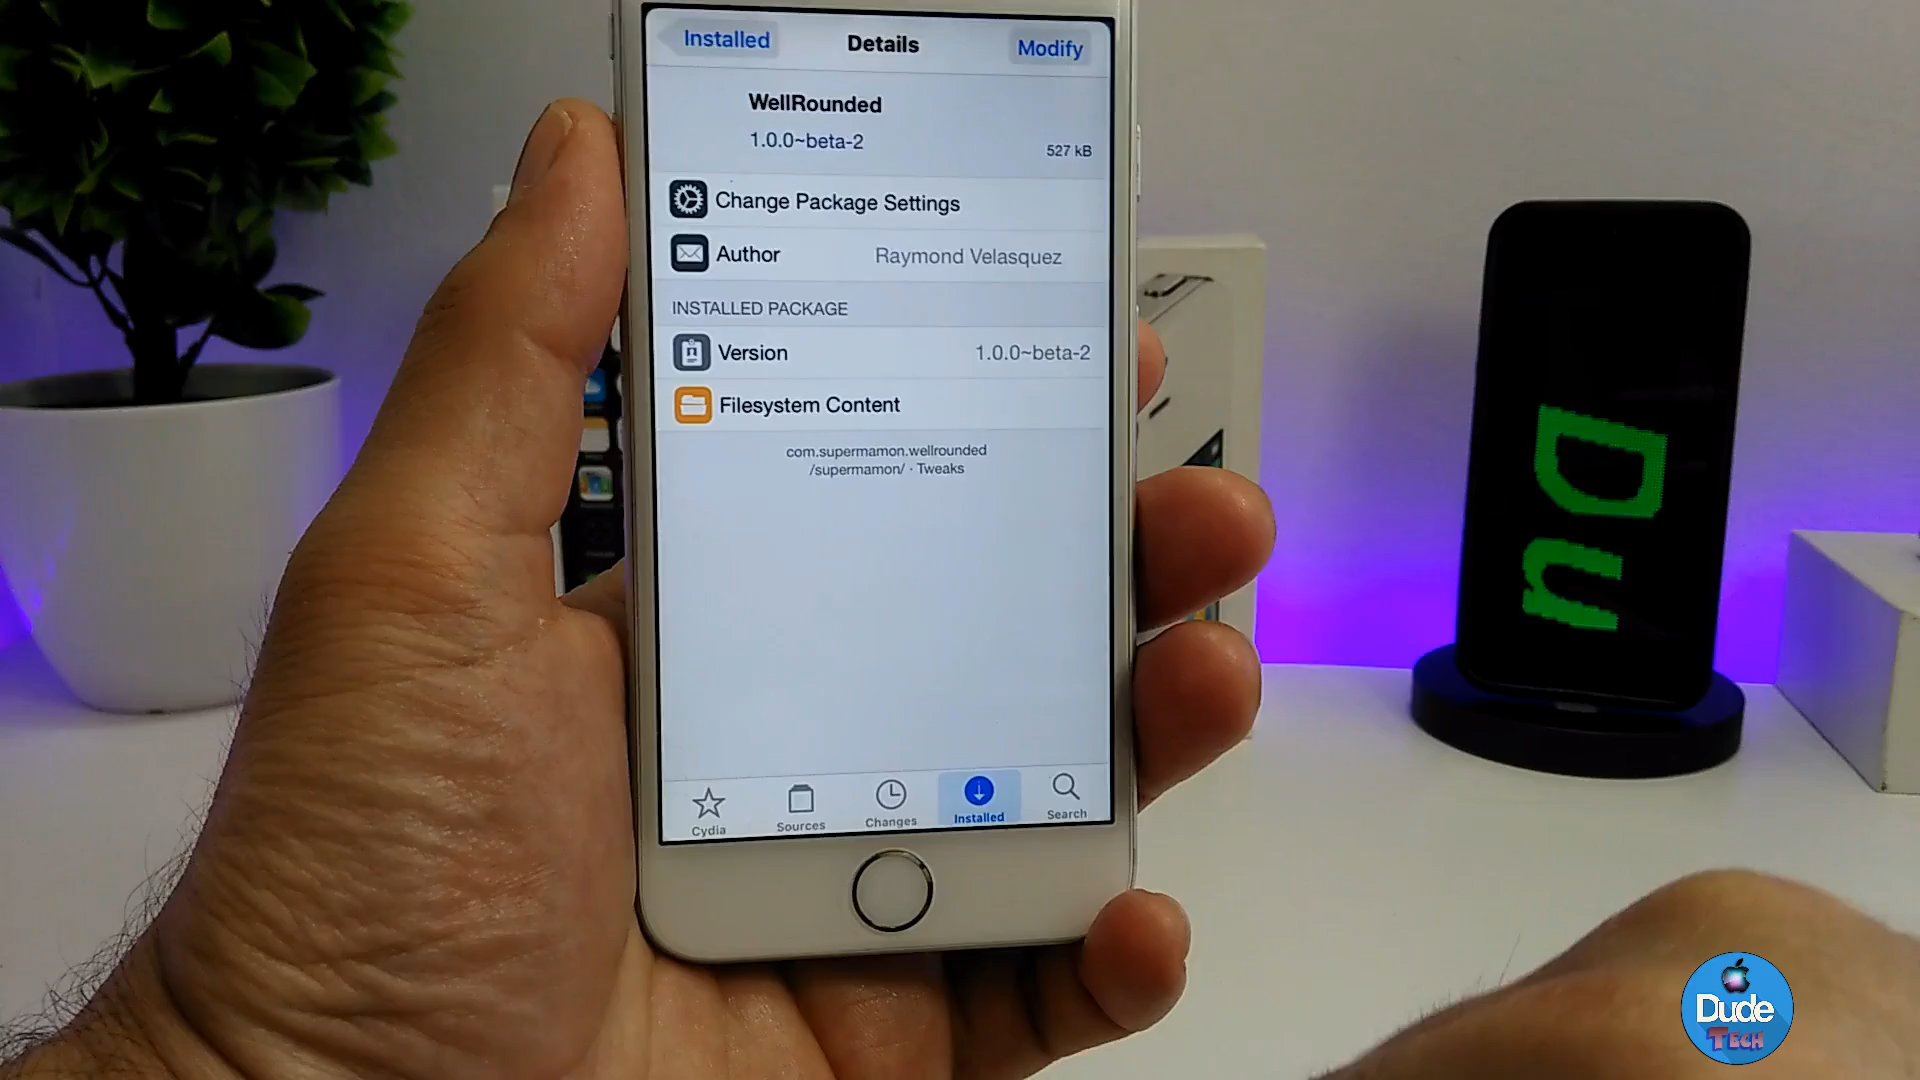 Installed
Details
Modify
WellRounded
1.0.0~beta-2
527 kB
Change Package Settings
Author
Raymond Velasquez
INSTALLED PACKAGE
Version
1.0.0~beta-2
Filesystem Content
com.supermamon.wellrounded
/supermamon/ · Tweaks
Cydia
Sources
Changes
Installed
Search
Du
Dude
TECH